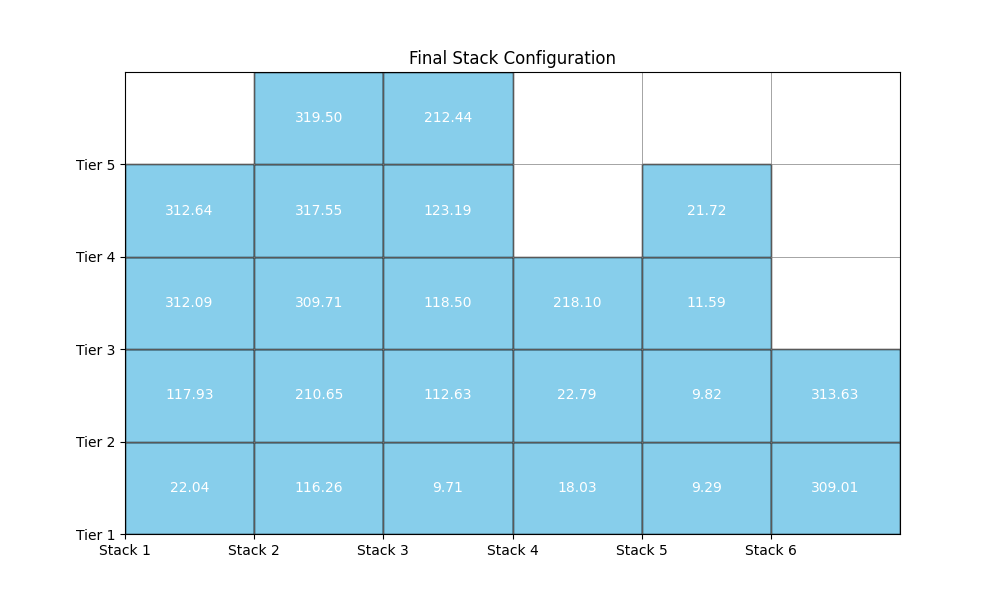 Final Stack Configuration
319.50 212.44
Tier 5
312.64 317.55 123.19 21.72
Tier 4
312.09 309.71 118.50 218.10 11.59
Tier 3
117.93 210.65 112.63 22.79 9.82 313.63
Tier 2
22.04 116.26 9.71 18.03 9.29 309.01
Tier 1
Stack 1 Stack 2 Stack 3 Stack 4 Stack 5 Stack 6